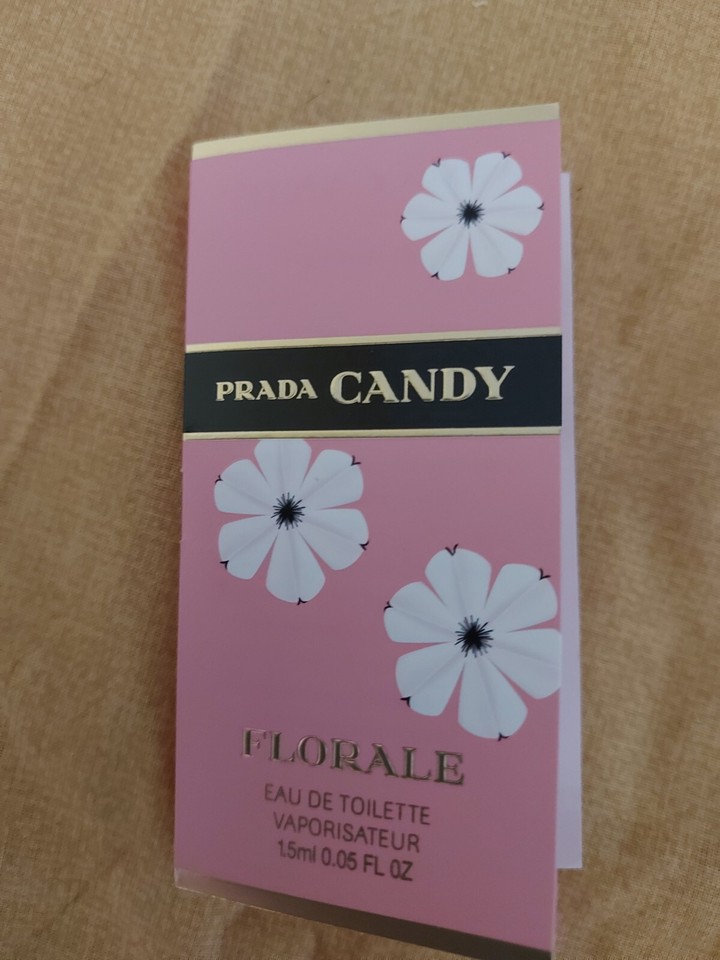 PRADA CANDY
FLORALE
EAU DE TOILETTE
VAPORISATEUR
1.5ml 0.05 FL OZ